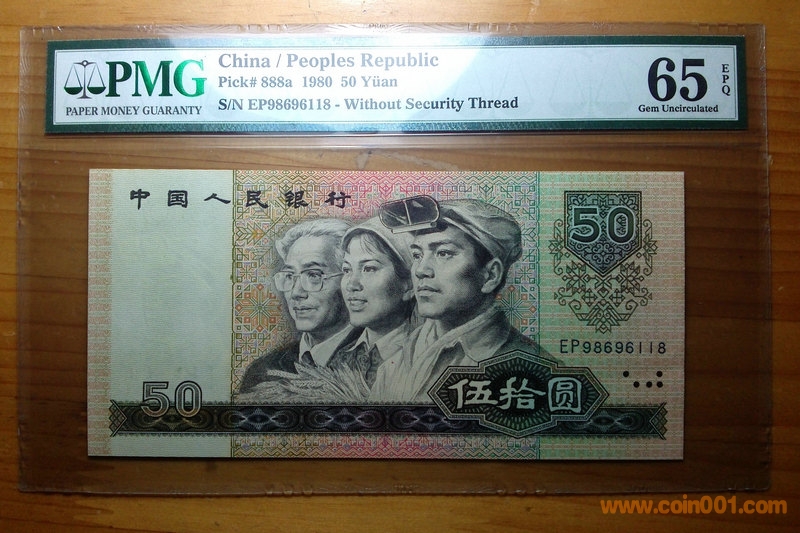 PMG
PAPER MONEY GUARANTY
China / Peoples Republic
Pick# 888a 1980 50 Yüan
S/N EP98696118 - Without Security Thread
65 EPQ
Gem Uncirculated
中国人民银行
50
EP98696118
50
伍拾圆
www.coin001.com